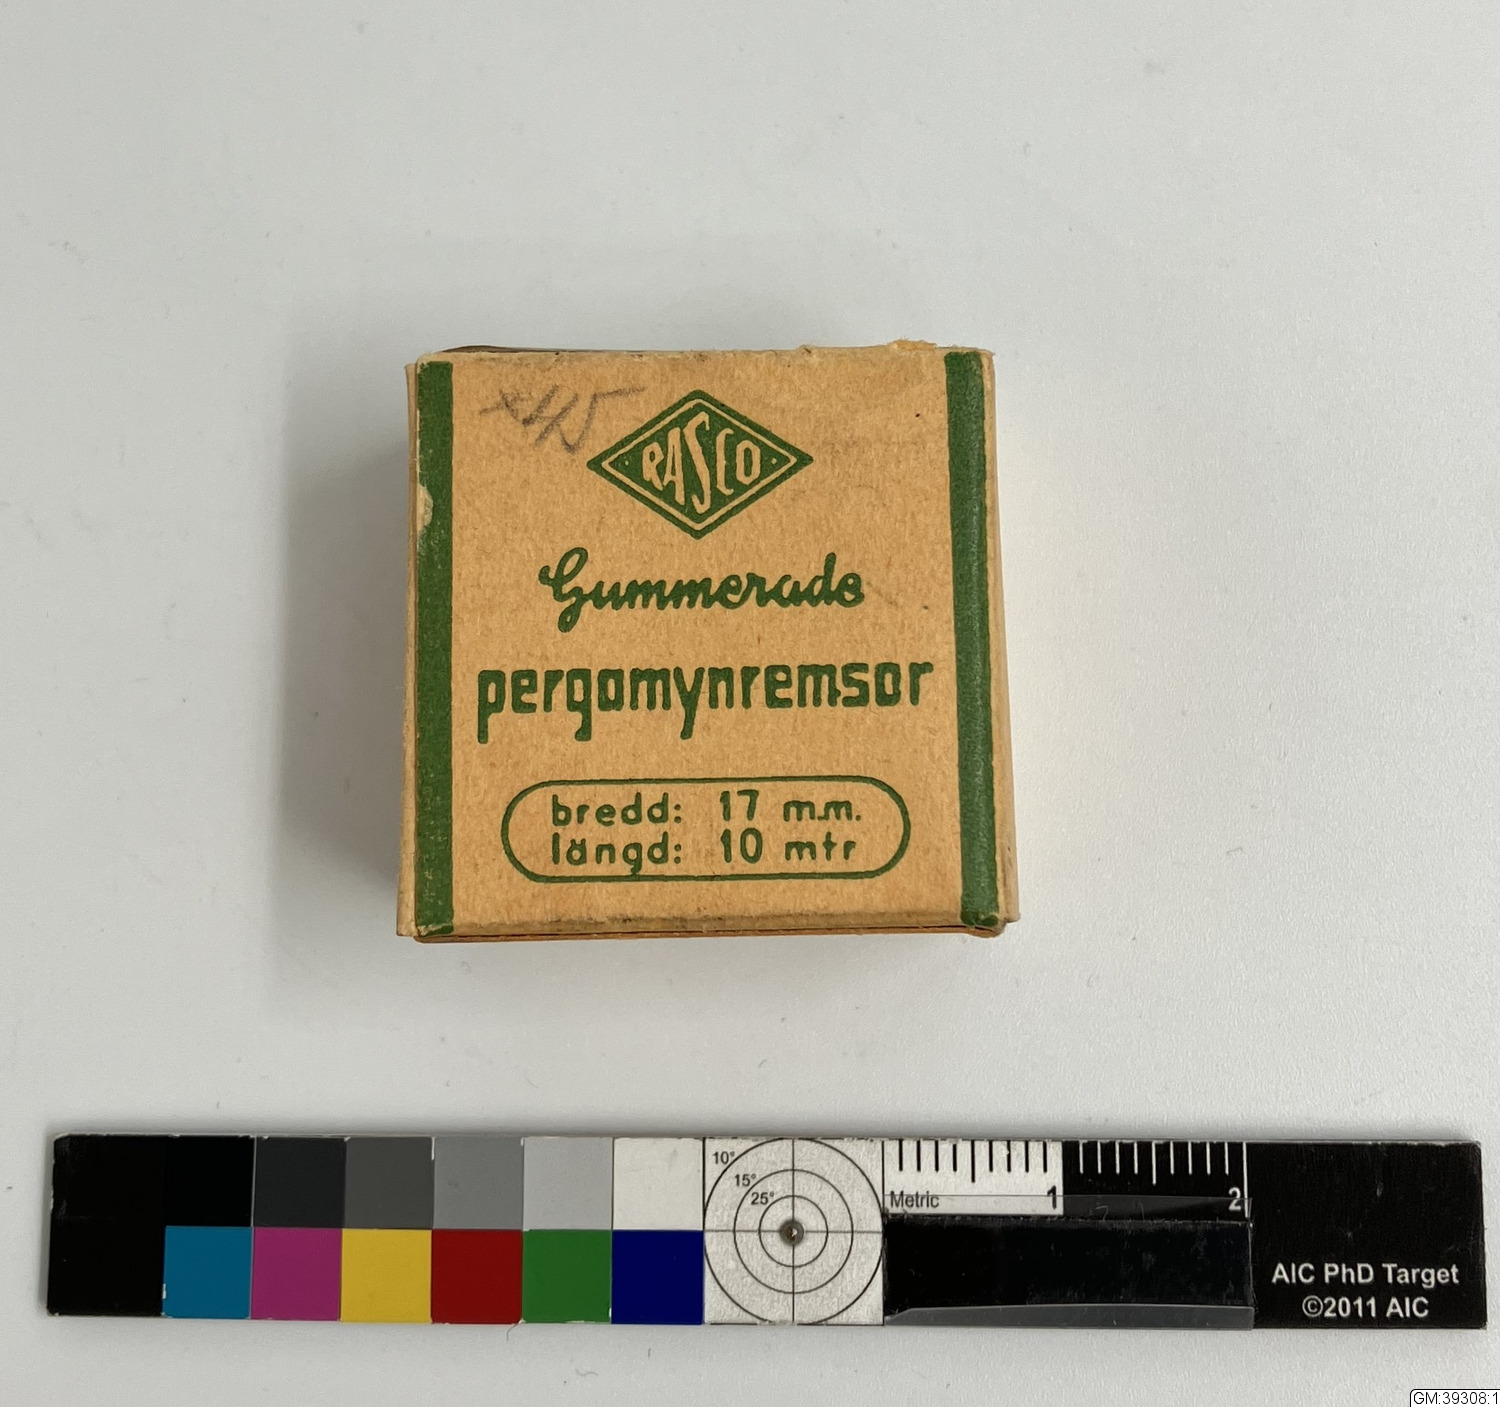 RASCO
Gummerade
pergamynremsor
bredd: 17 m.m.
längd: 10 mtr
10°
15°
25°
Metric
1
2
AIC PhD Target
©2011 AIC
GM:39308:1